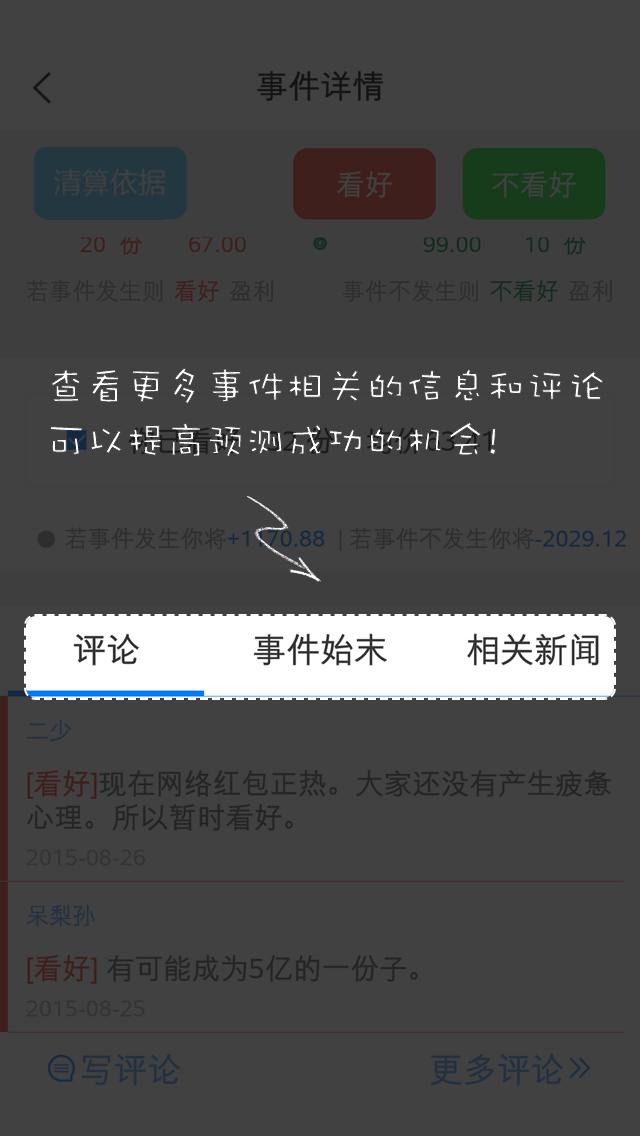 事件详情
清算依据 看好 不看好
20 份 67.00 99.00 10 份
若事件发生则 看好 盈利 事件不发生则 不看好 盈利
查看更多事件相关的信息和评论
可以提高预测成功的机会!
若事件发生你将+1170.88 | 若事件不发生你将-2029.12
评论 事件始末 相关新闻
二少
[看好]现在网络红包正热。大家还没有产生疲惫
心理。所以暂时看好。
2015-08-26
呆梨孙
[看好] 有可能成为5亿的一份子。
2015-08-25
写评论 更多评论